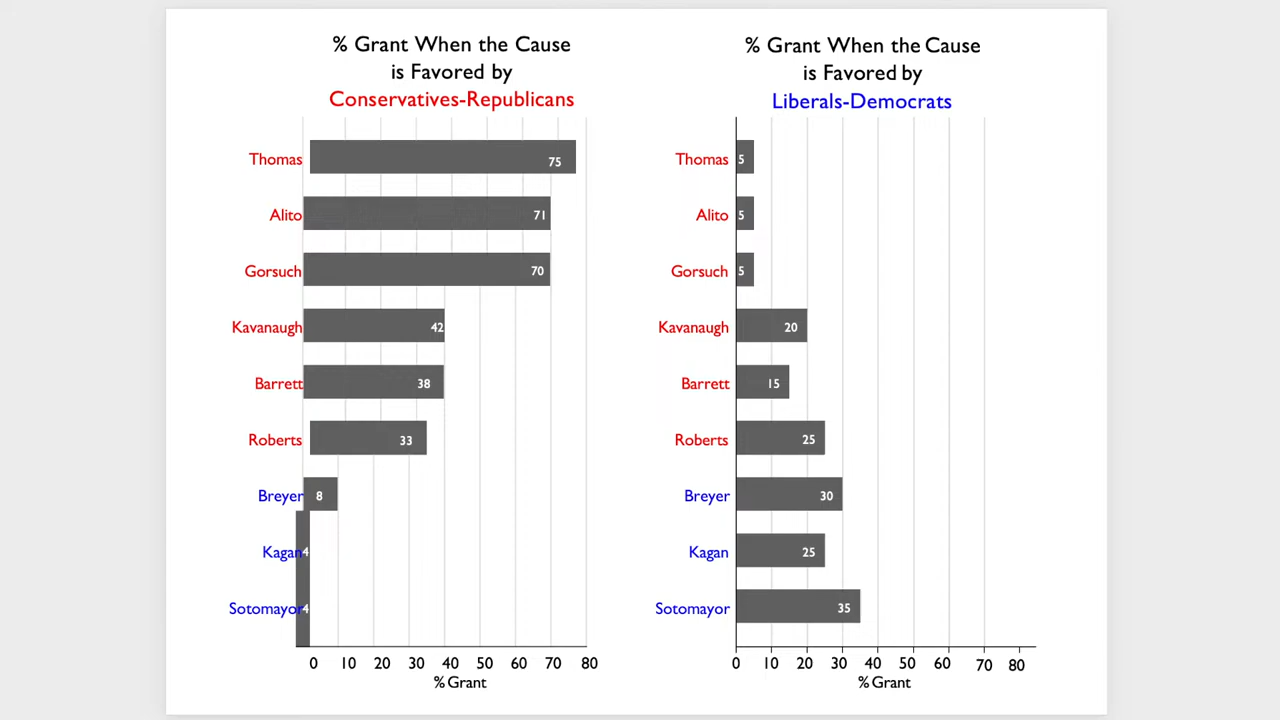 % Grant When the Cause
is Favored by
Conservatives-Republicans
Thomas 75
Alito 71
Gorsuch 70
Kavanaugh 42
Barrett 38
Roberts 33
Breyer 8
Kagan 4
Sotomayor 4
0 10 20 30 40 50 60 70 80
% Grant
% Grant When the Cause
is Favored by
Liberals-Democrats
Thomas 5
Alito 5
Gorsuch 5
Kavanaugh 20
Barrett 15
Roberts 25
Breyer 30
Kagan 25
Sotomayor 35
0 10 20 30 40 50 60 70 80
% Grant